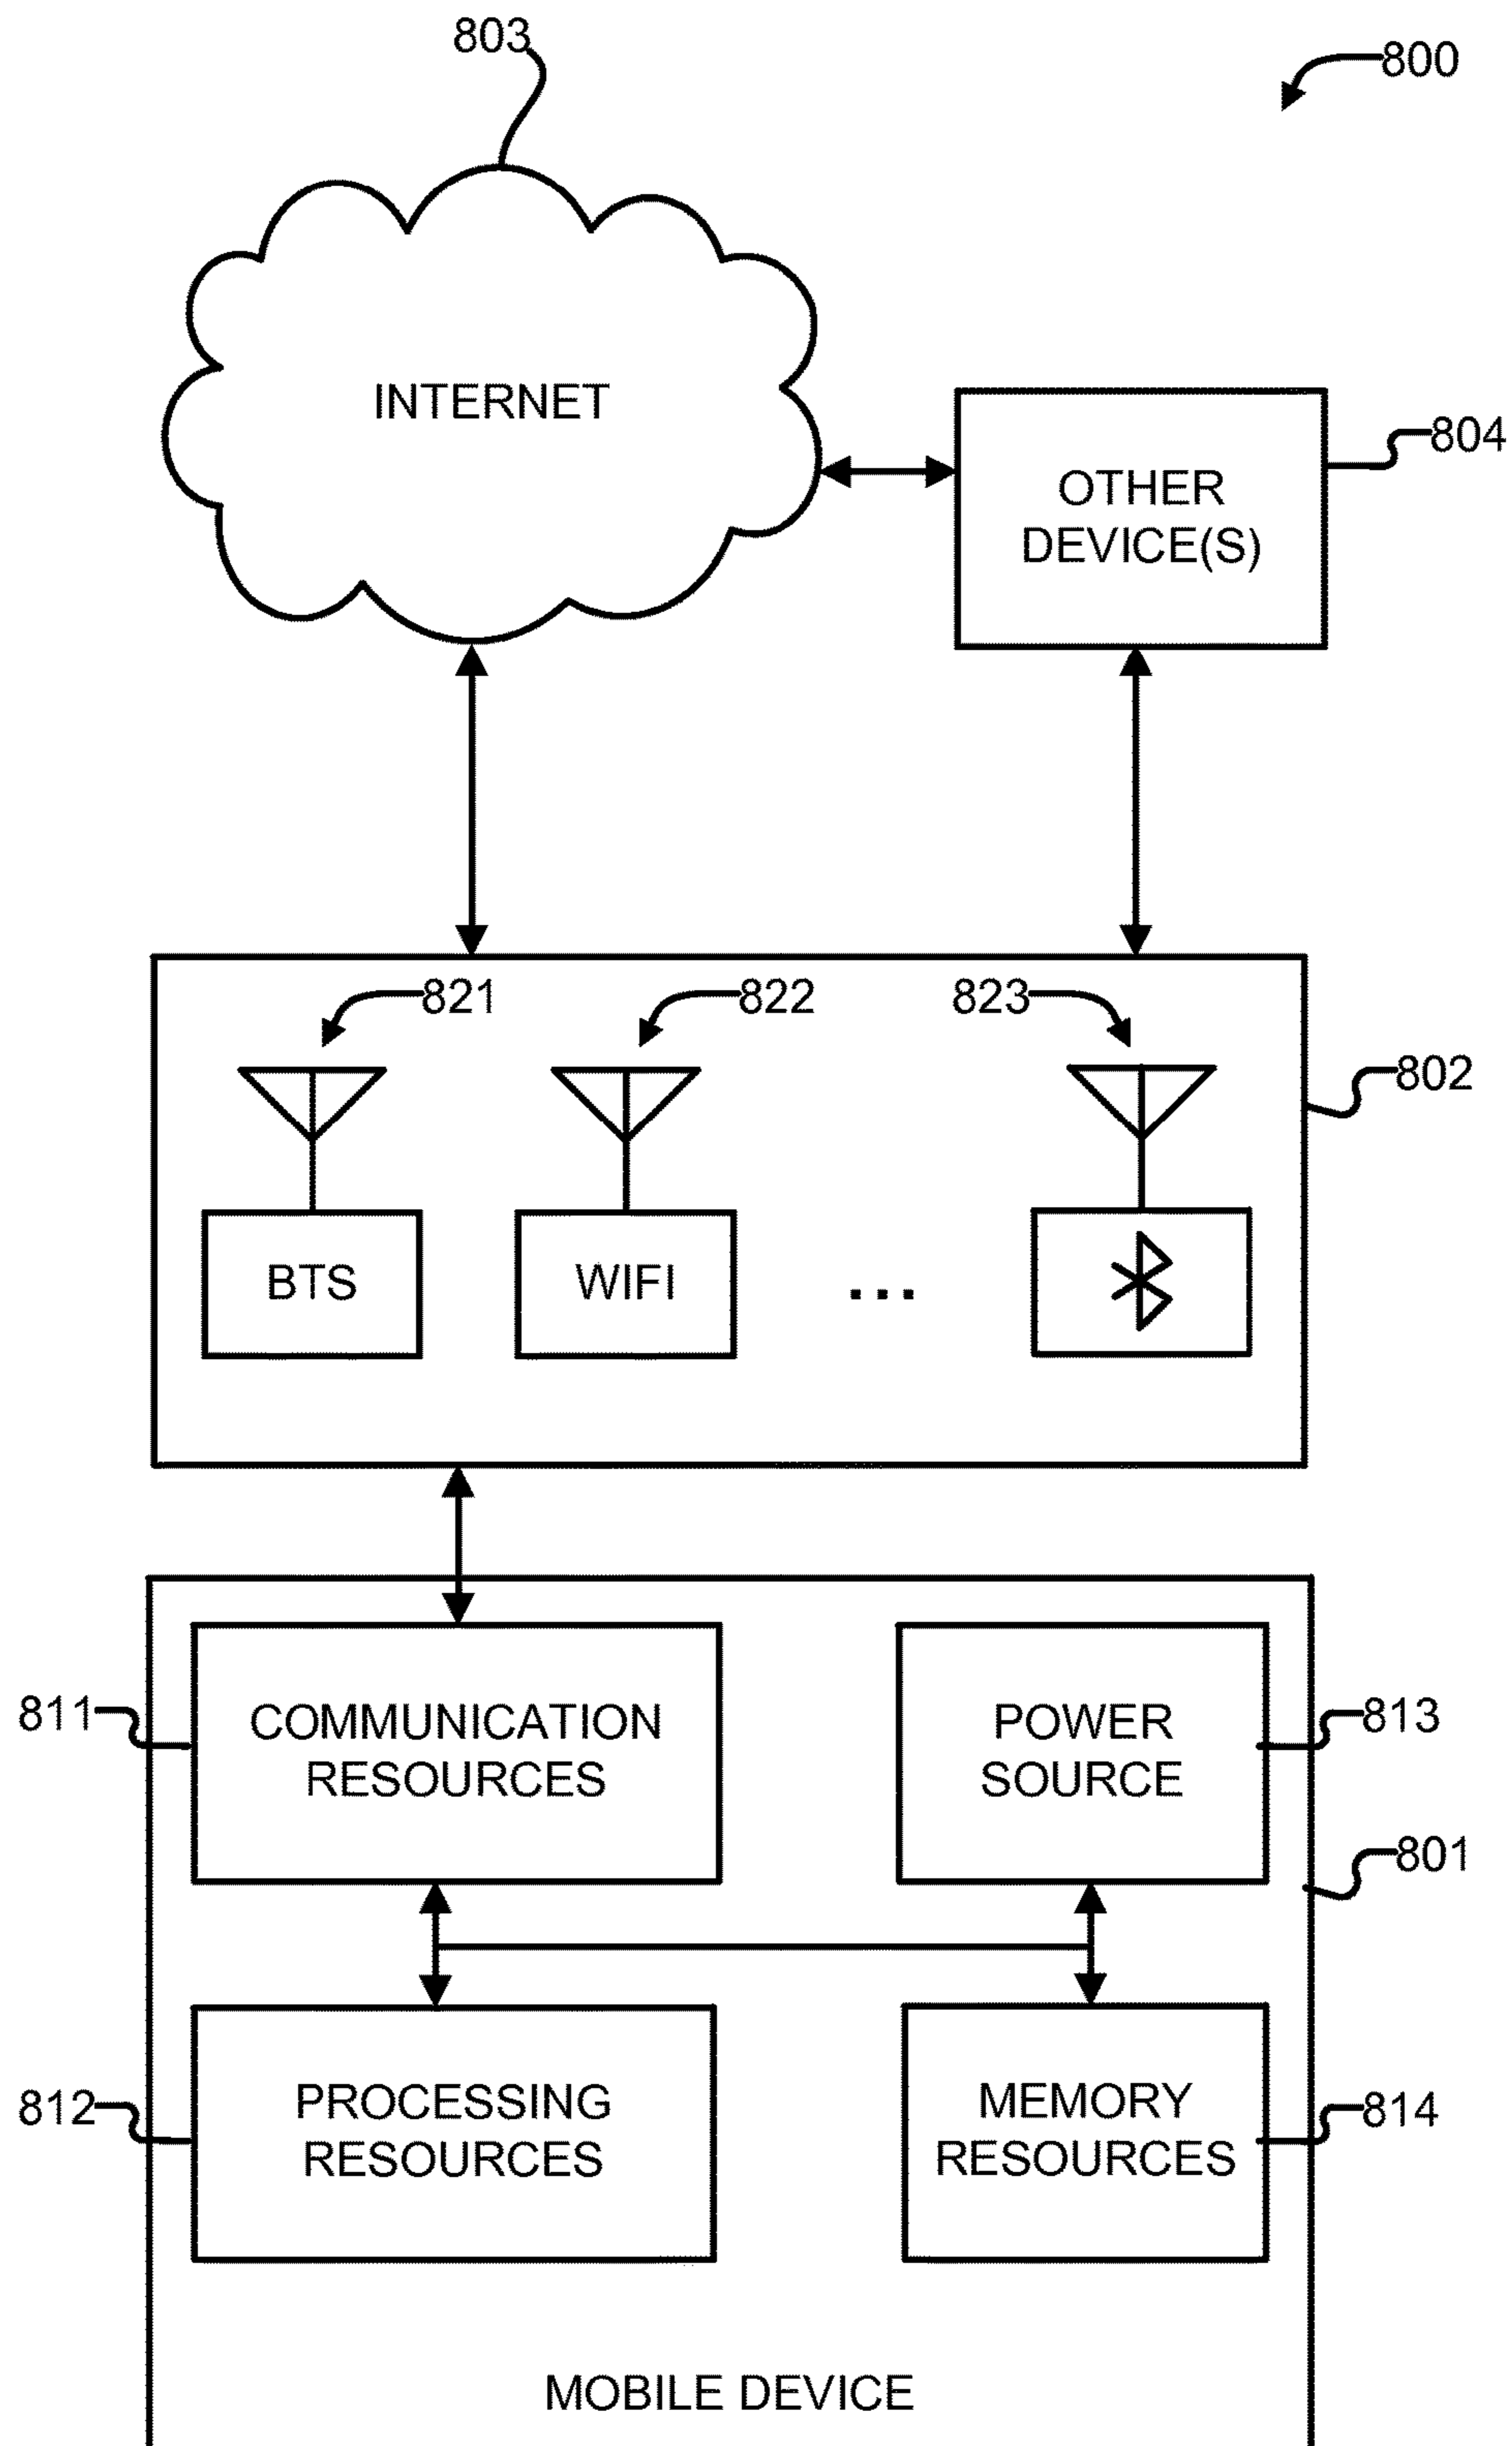 803
800
INTERNET
804
OTHER
DEVICE(S)
821
822
823
802
BTS
WIFI
...
811
COMMUNICATION
RESOURCES
POWER
SOURCE
813
801
812
PROCESSING
RESOURCES
MEMORY
RESOURCES
814
MOBILE DEVICE